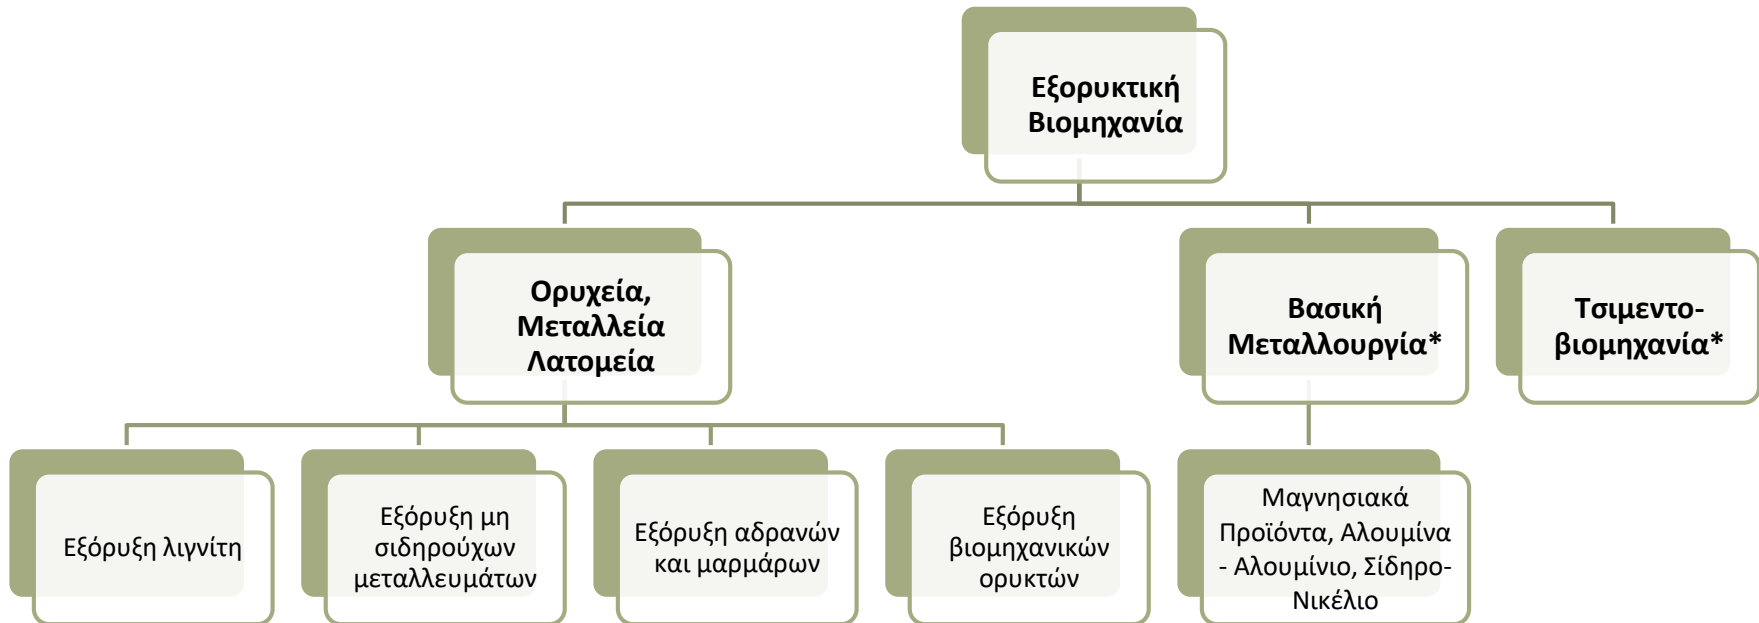 Εξορυκτική
Βιομηχανία
Ορυχεία,
Μεταλλεία
Λατομεία
Βασική
Μεταλλουργία*
Τσιμεντο-
βιομηχανία*
Εξόρυξη λιγνίτη
Εξόρυξη μη
σιδηρούχων
μεταλλευμάτων
Εξόρυξη αδρανών
και μαρμάρων
Εξόρυξη
βιομηχανικών
ορυκτών
Μαγνησιακά
Προϊόντα, Αλουμίνα
- Αλουμίνιο, Σίδηρο-
Νικέλιο